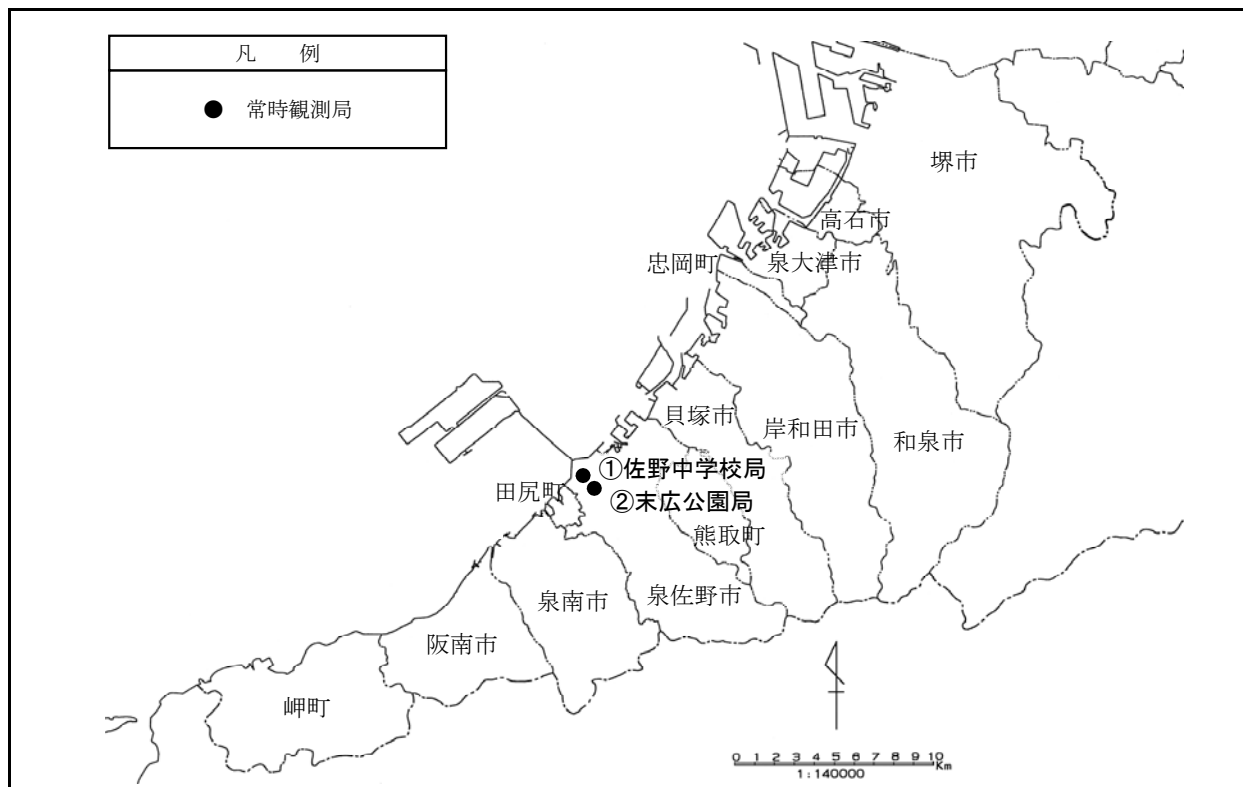 凡　例
● 常時観測局
堺市
高石市
泉大津市
忠岡町
貝塚市
岸和田市
和泉市
①佐野中学校局
田尻町
②末広公園局
熊取町
泉南市
泉佐野市
阪南市
岬町
0 1 2 3 4 5 6 7 8 9 10
Km
1:140000